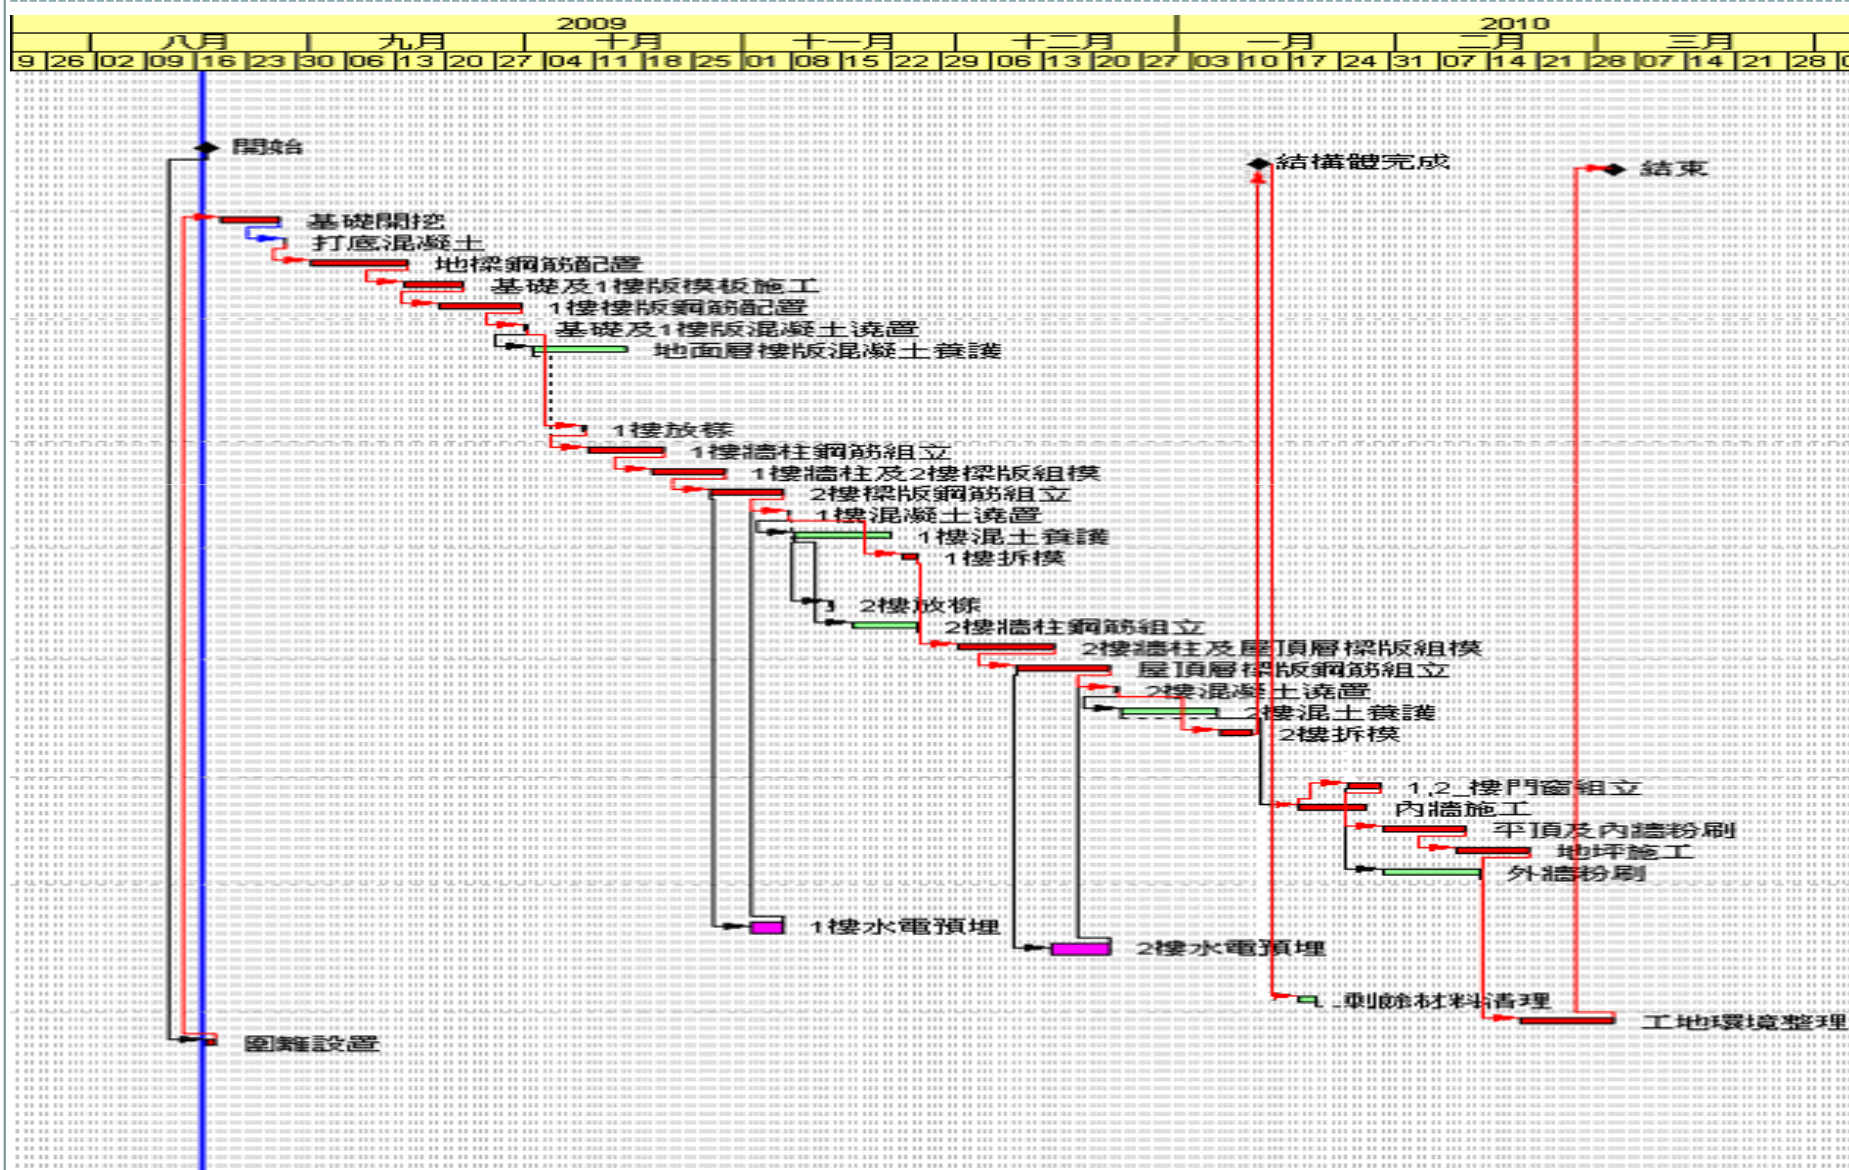 2009 2010
八月 九月 十月 十一月 十二月 一月 二月 三月
9 26 02 09 16 23 30 06 13 20 27 04 11 18 25 01 08 15 22 29 06 13 20 27 03 10 17 24 31 07 14 21 28 07 14 21 28
開始
結構體完成
結束
基礎開挖
打底混凝土
地樑鋼筋配置
基礎及1樓版模板施工
1樓樓版鋼筋配置
基礎及1樓版混凝土澆置
地面層樓版混凝土養護
1樓放樣
1樓牆柱鋼筋組立
1樓牆柱及2樓樑版組模
2樓樑版鋼筋組立
1樓混凝土澆置
1樓混土養護
1樓拆模
2樓放樣
2樓牆柱鋼筋組立
2樓牆柱及屋頂層樑版組模
屋頂層樑版鋼筋組立
2樓混凝土澆置
2樓混土養護
2樓拆模
1,2_樓門窗組立
內牆施工
平頂及內牆粉刷
地坪施工
外牆粉刷
1樓水電預埋
2樓水電預埋
剩餘材料清理
工地環境整理
圍籬設置